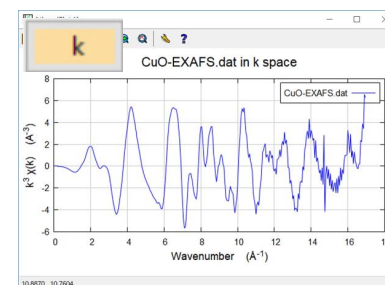 k
?
CuO-EXAFS.dat in k space
CuO-EXAFS.dat
8
6
4
2
0
-2
-4
-6
k³ χ(k) (Å⁻³)
0 2 4 6 8 10 12 14 16 18
Wavenumber (Å⁻¹)
10.8870, 10.7604